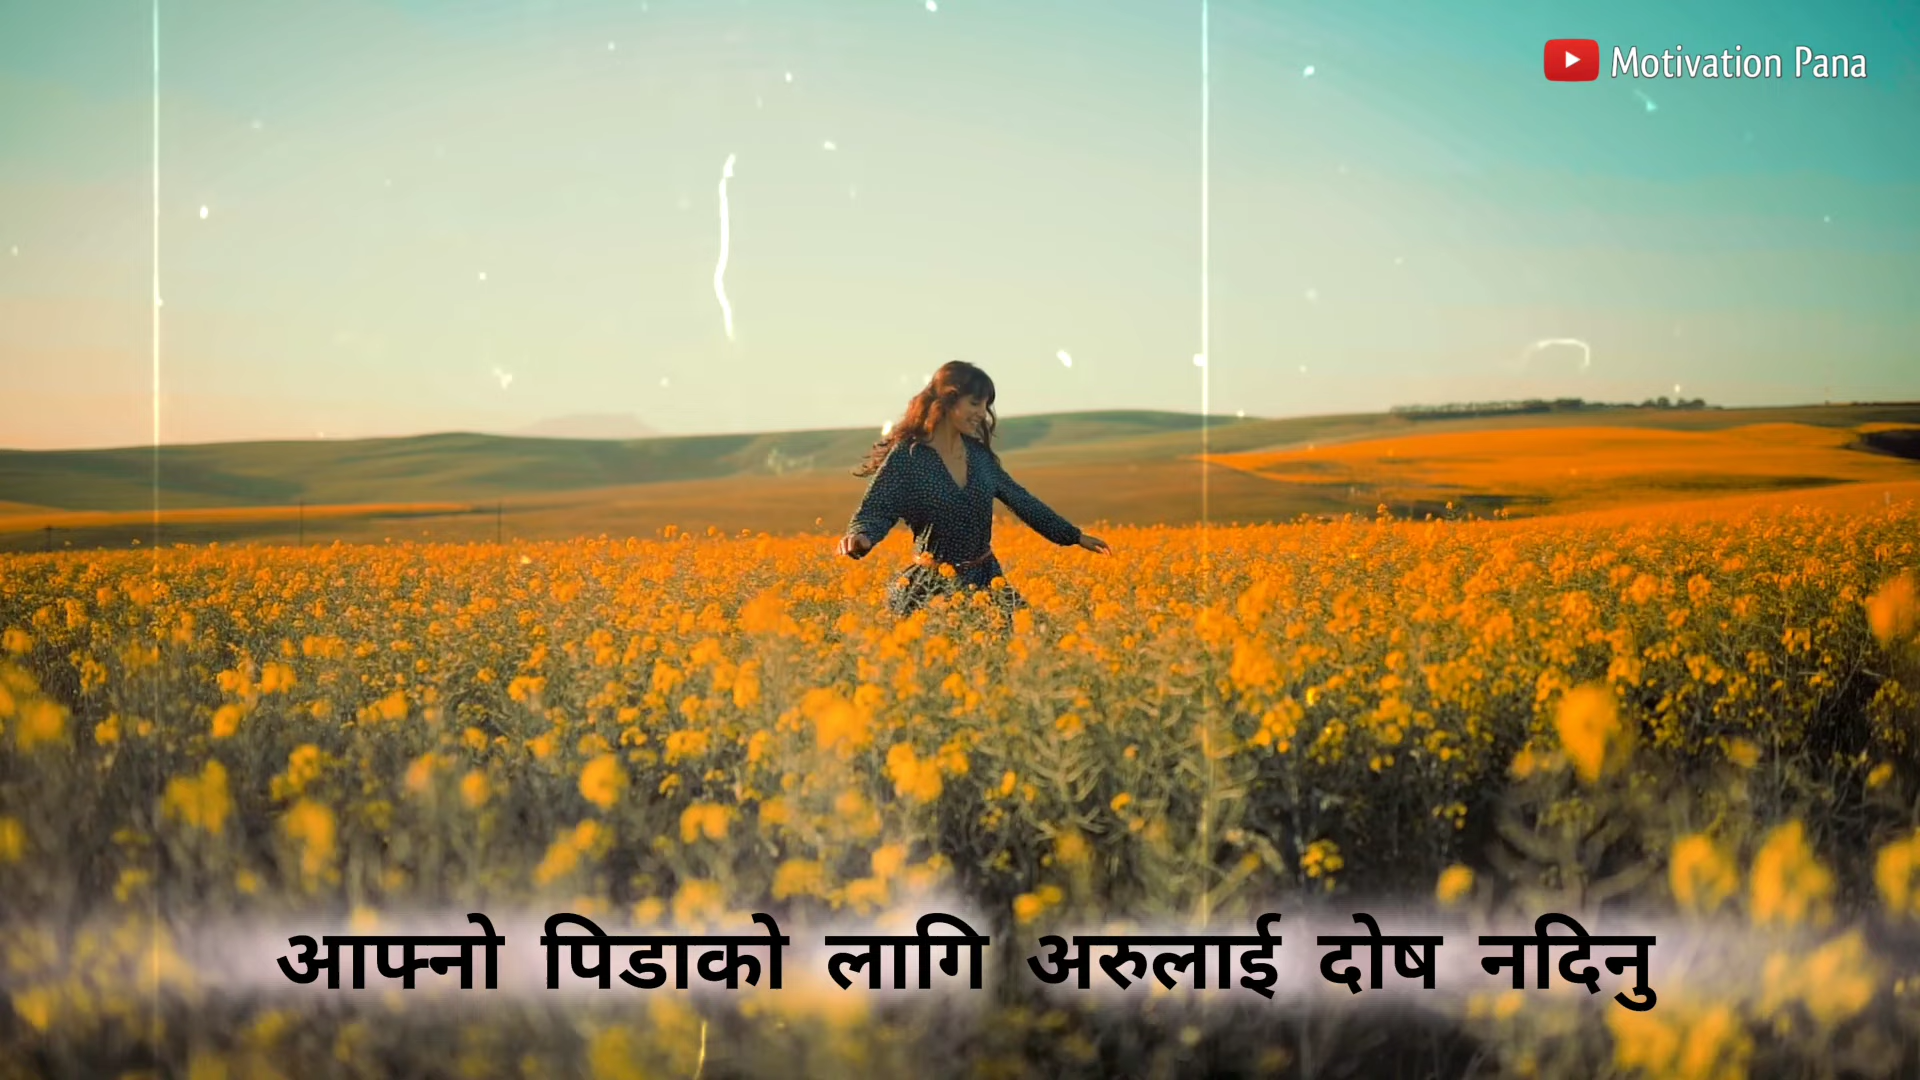 Motivation Pana
आफ्नो पिडाको लागि अरुलाई दोष नदिनु